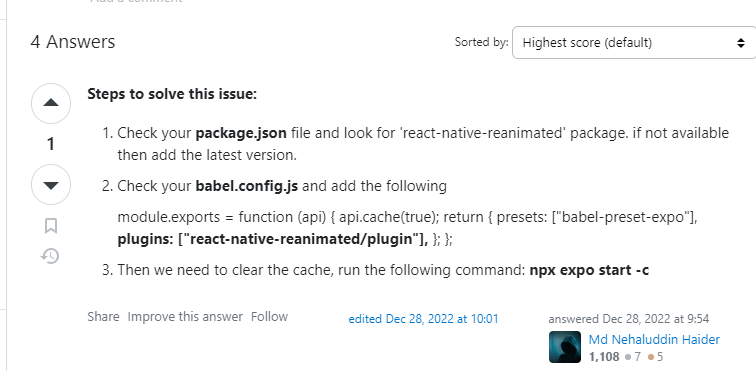 Add a comment
4 Answers
Sorted by: Highest score (default)
Steps to solve this issue:
1
1. Check your package.json file and look for 'react-native-reanimated' package. if not available
then add the latest version.
2. Check your babel.config.js and add the following
module.exports = function (api) { api.cache(true); return { presets: ["babel-preset-expo"],
plugins: ["react-native-reanimated/plugin"], }; };
3. Then we need to clear the cache, run the following command: npx expo start -c
Share Improve this answer Follow
edited Dec 28, 2022 at 10:01
answered Dec 28, 2022 at 9:54
Md Nehaluddin Haider
1,108 7 5